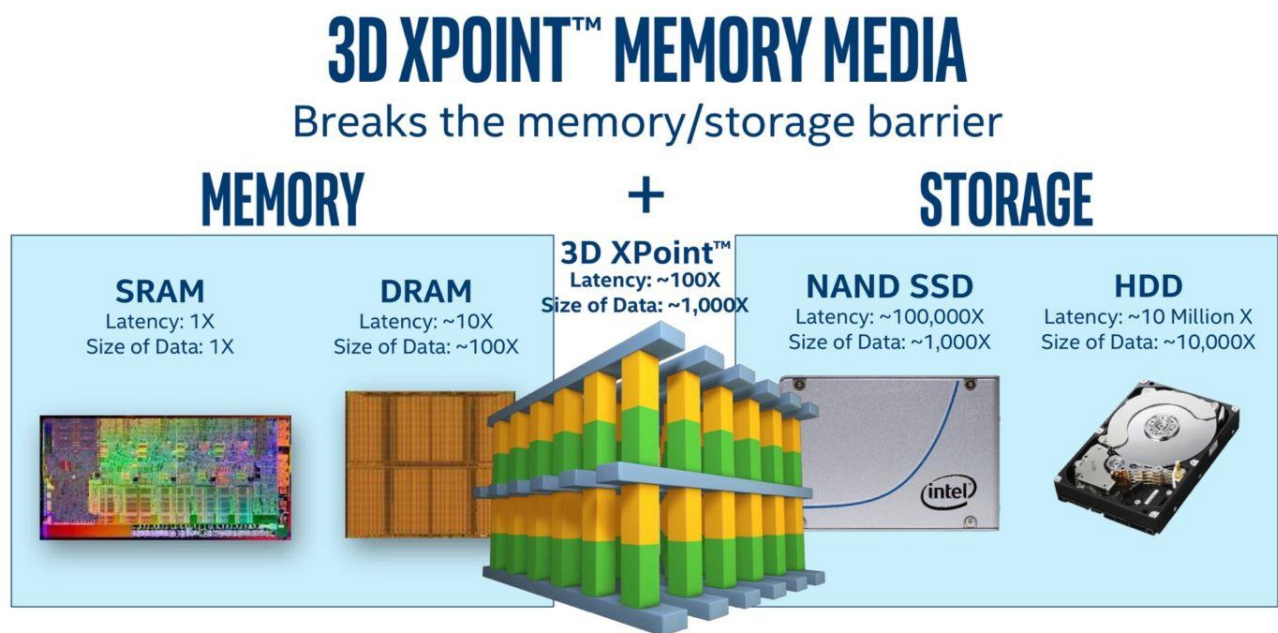 3D XPOINT™ MEMORY MEDIA
Breaks the memory/storage barrier
MEMORY
+
STORAGE
SRAM
Latency: 1X
Size of Data: 1X
DRAM
Latency: ~10X
Size of Data: ~100X
3D XPoint™
Latency: ~100X
Size of Data: ~1,000X
NAND SSD
Latency: ~100,000X
Size of Data: ~1,000X
HDD
Latency: ~10 Million X
Size of Data: ~10,000X
intel